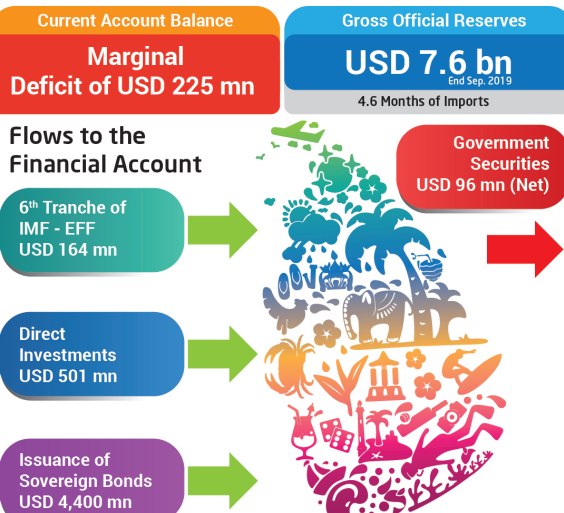 Current Account Balance
Marginal
Deficit of USD 225 mn
Gross Official Reserves
USD 7.6 bn
End Sep. 2019
4.6 Months of Imports
Flows to the
Financial Account
6th Tranche of
IMF - EFF
USD 164 mn
Direct
Investments
USD 501 mn
Issuance of
Sovereign Bonds
USD 4,400 mn
Government
Securities
USD 96 mn (Net)